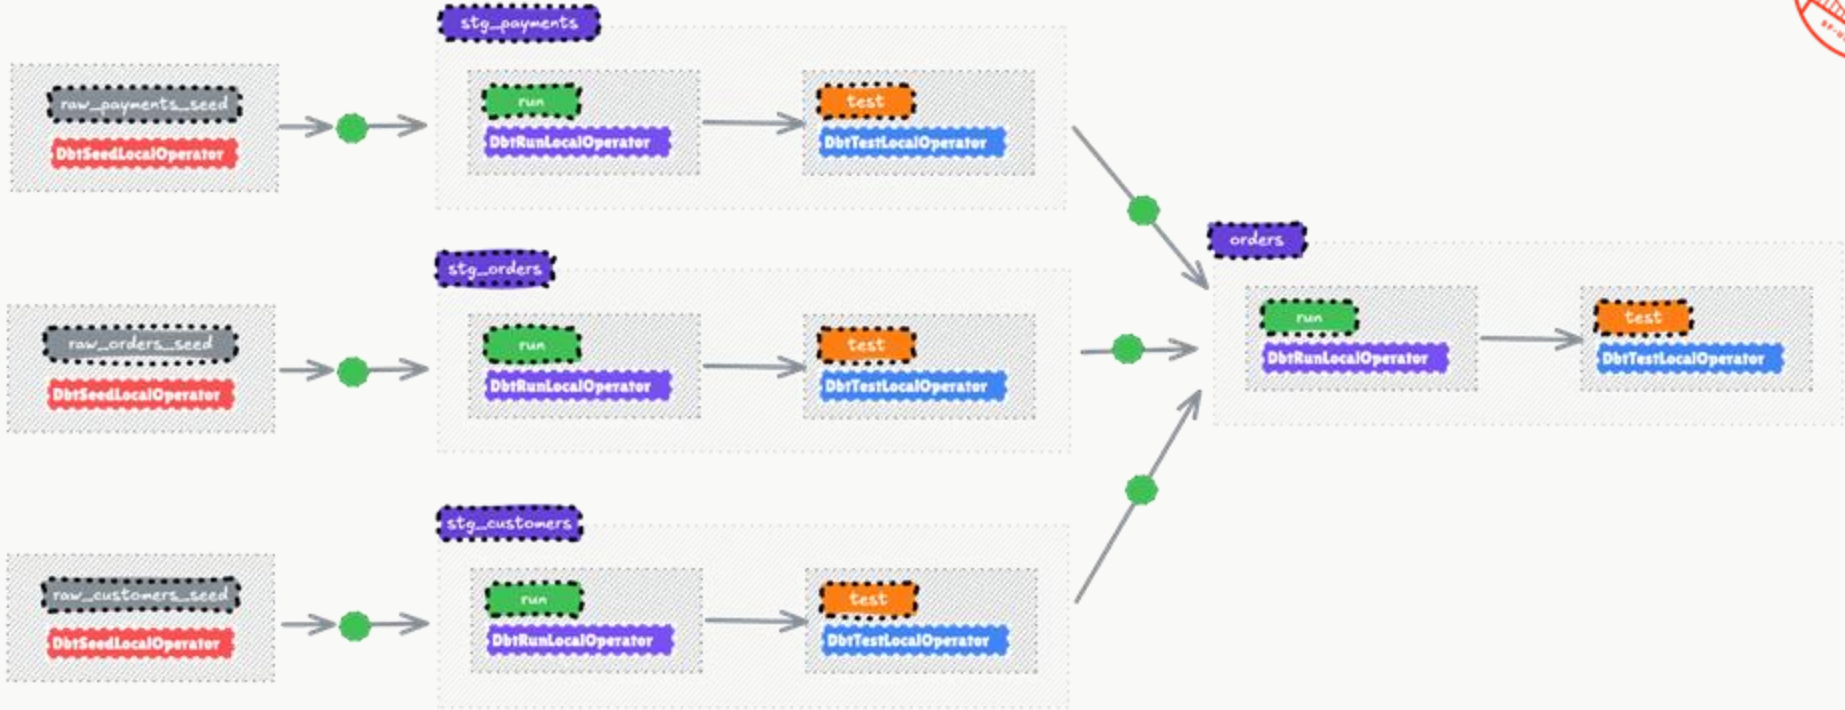 stg_payments
raw_payments_seed
DbtSeedLocalOperator
run
DbtRunLocalOperator
test
DbtTestLocalOperator
stg_orders
raw_orders_seed
DbtSeedLocalOperator
run
DbtRunLocalOperator
test
DbtTestLocalOperator
stg_customers
raw_customers_seed
DbtSeedLocalOperator
run
DbtRunLocalOperator
test
DbtTestLocalOperator
orders
run
DbtRunLocalOperator
test
DbtTestLocalOperator